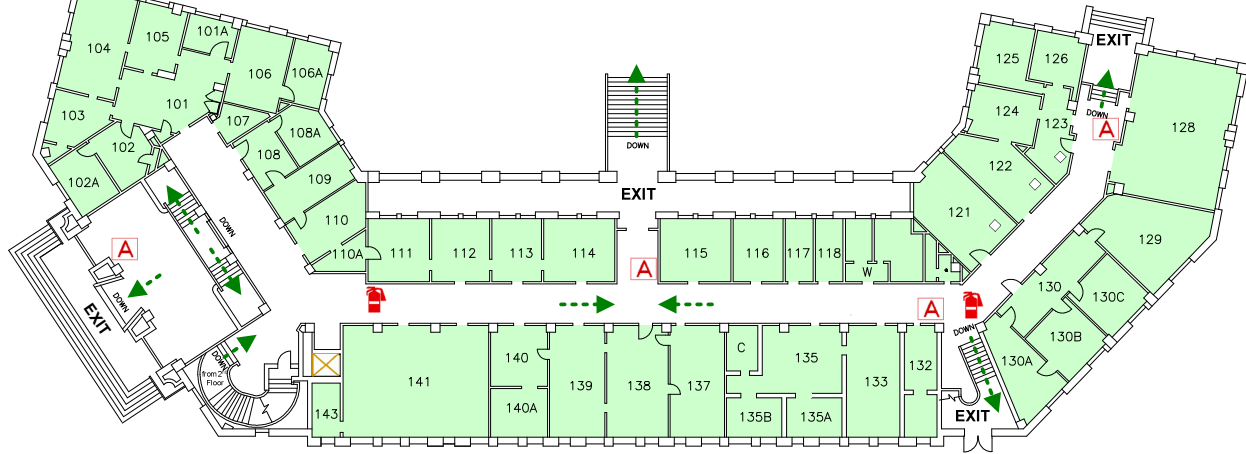 101A
104
105
125
126
EXIT
106
106A
124
101
103
107
108A
DOWN
123
128
102
108
DOWN
109
122
102A
EXIT
121
110
DOWN
A
110A
111
112
113
114
115
116
117
118
W
129
A
A
130
130C
DOWN
EXIT
A
DOWN
130B
130A
C
140
135
132
DOWN
from 2
Floor
141
139
138
137
133
143
140A
135B
135A
EXIT